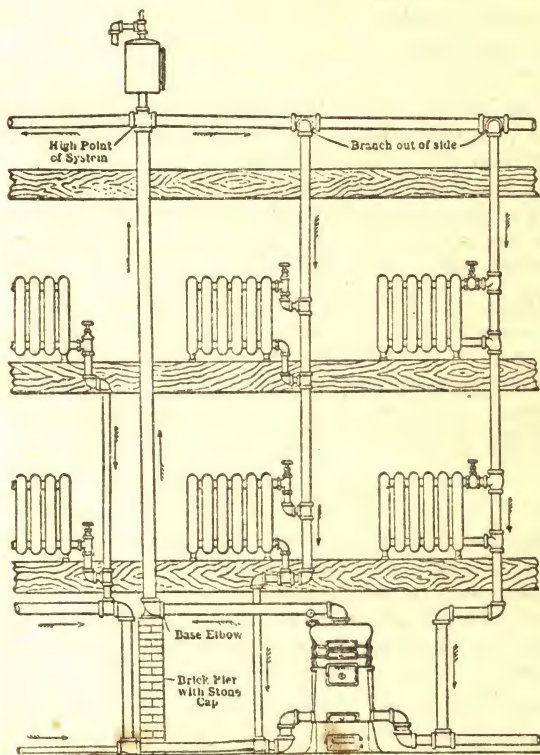 High Point
of System
Branch out of side
Base Elbow
Brick Pier
with Stone
Cap